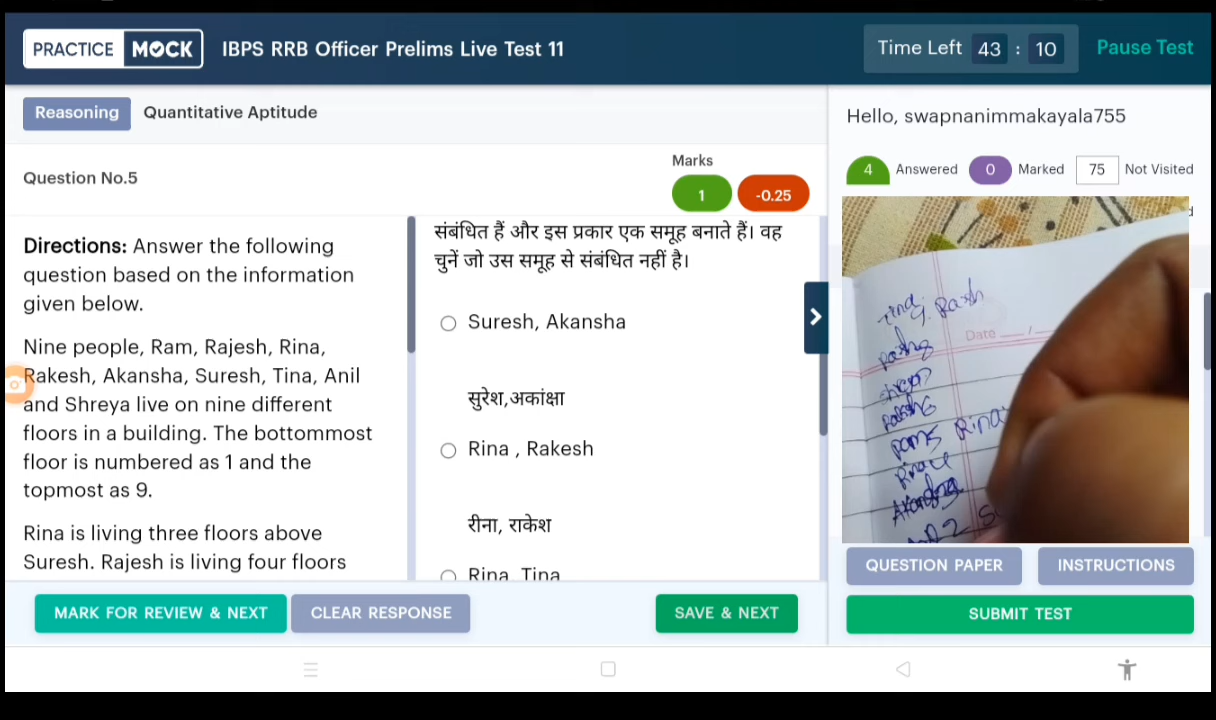 PRACTICE MOCK
IBPS RRB Officer Prelims Live Test 11
Time Left 43 : 10
Pause Test
Reasoning
Quantitative Aptitude
Hello, swapnanimmakayala755
Question No.5
Marks
1
-0.25
4 Answered
0 Marked
75 Not Visited
Directions: Answer the following
question based on the information
given below.
Nine people, Ram, Rajesh, Rina,
Rakesh, Akansha, Suresh, Tina, Anil
and Shreya live on nine different
floors in a building. The bottommost
floor is numbered as 1 and the
topmost as 9.
Rina is living three floors above
Suresh. Rajesh is living four floors
संबंधित हैं और इस प्रकार एक समूह बनाते हैं। वह
चुनें जो उस समूह से संबंधित नहीं है।
Suresh, Akansha
सुरेश,अकांक्षा
Rina , Rakesh
रीना, राकेश
Rina, Tina
Date
QUESTION PAPER
INSTRUCTIONS
MARK FOR REVIEW & NEXT
CLEAR RESPONSE
SAVE & NEXT
SUBMIT TEST